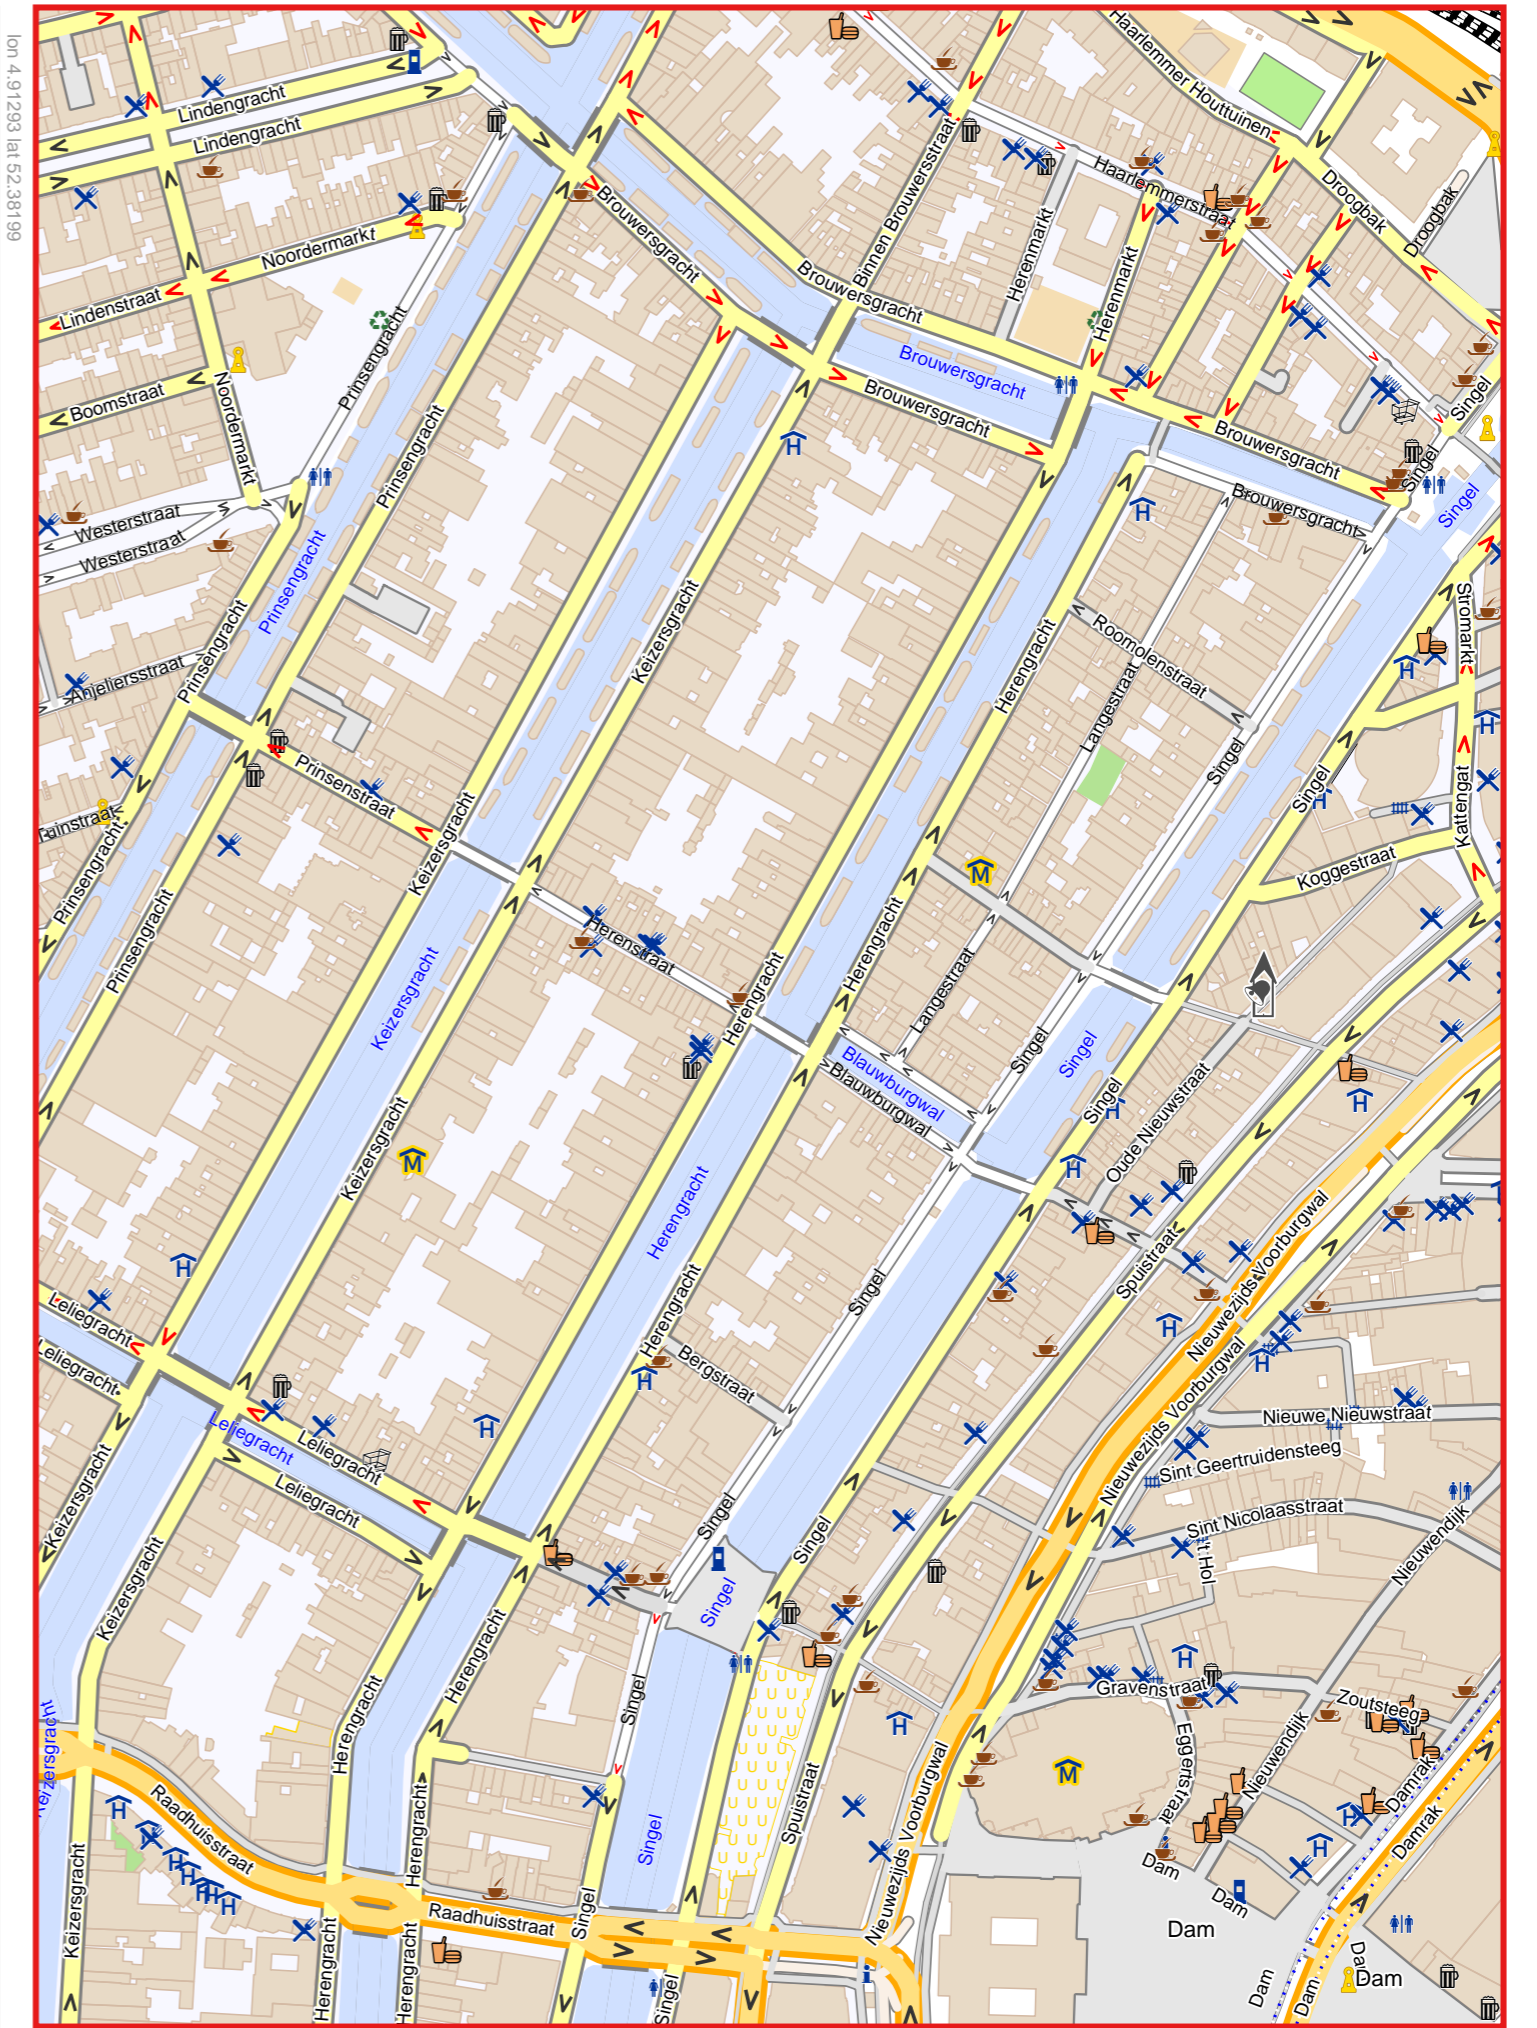 lon 4.91293 lat 52.38199
Lindengracht
Lindengracht
Noordermarkt
Lindenstraat
Boomstraat
Noordermarkt
Prinsengracht
Prinsengracht
Westerstraat
Westerstraat
Prinsengracht
Prinsengracht
Anjeliersstraat
Tuinstraat
Prinsengracht
Prinsengracht
Prinsenstraat
Brouwersgracht
Brouwersgracht
Binnen Brouwersstraat
Brouwersgracht
Brouwersgracht
Haarlemmer Houttuinen
Haarlemmerstraat
Herenmarkt
Herenmarkt
Droogbak
Droogbak
Brouwersgracht
Brouwersgracht
Singel
Singel
Singel
Stromarkt
Keizersgracht
Keizersgracht
Herengracht
Roomolenstraat
Langestraat
Singel
Singel
Kattengat
Koggestraat
Keizersgracht
Herenstraat
Herengracht
Herengracht
Langestraat
Blauwburgwal
Blauwburgwal
Singel
Singel
Singel
Oude Nieuwstraat
Keizersgracht
Herengracht
Herengracht
Singel
Spuistraat
Nieuwezijds Voorburgwal
Nieuwezijds Voorburgwal
Leliegracht
Leliegracht
Leliegracht
Leliegracht
Leliegracht
Bergstraat
Nieuwe Nieuwstraat
Sint Geertruidensteeg
Sint Nicolaasstraat
't Hol
Nieuwendijk
Keizersgracht
Keizersgracht
Singel
Singel
Singel
Herengracht
Herengracht
Singel
Gravenstraat
Zoutsteeg
Eggertstraat
Nieuwendijk
Damrak
Damrak
Keizersgracht
Raadhuisstraat
Keizersgracht
Herengracht
Singel
Spuistraat
Nieuwezijds Voorburgwal
Raadhuisstraat
Singel
Herengracht
Herengracht
Singel
Dam
Dam
Dam
Dam
Dam
Dam